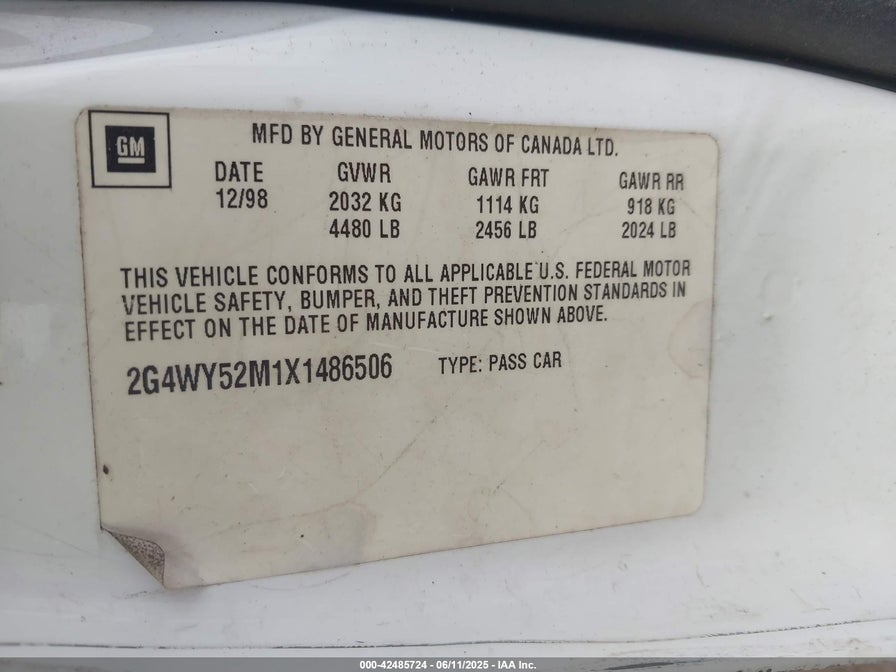 GM
MFD BY GENERAL MOTORS OF CANADA LTD.
DATE GVWR GAWR FRT GAWR RR
12/98 2032 KG 1114 KG 918 KG
4480 LB 2456 LB 2024 LB
THIS VEHICLE CONFORMS TO ALL APPLICABLE U.S. FEDERAL MOTOR
VEHICLE SAFETY, BUMPER, AND THEFT PREVENTION STANDARDS IN
EFFECT ON THE DATE OF MANUFACTURE SHOWN ABOVE.
2G4WY52M1X1486506 TYPE: PASS CAR
000-42485724 - 06/11/2025 - IAA Inc.